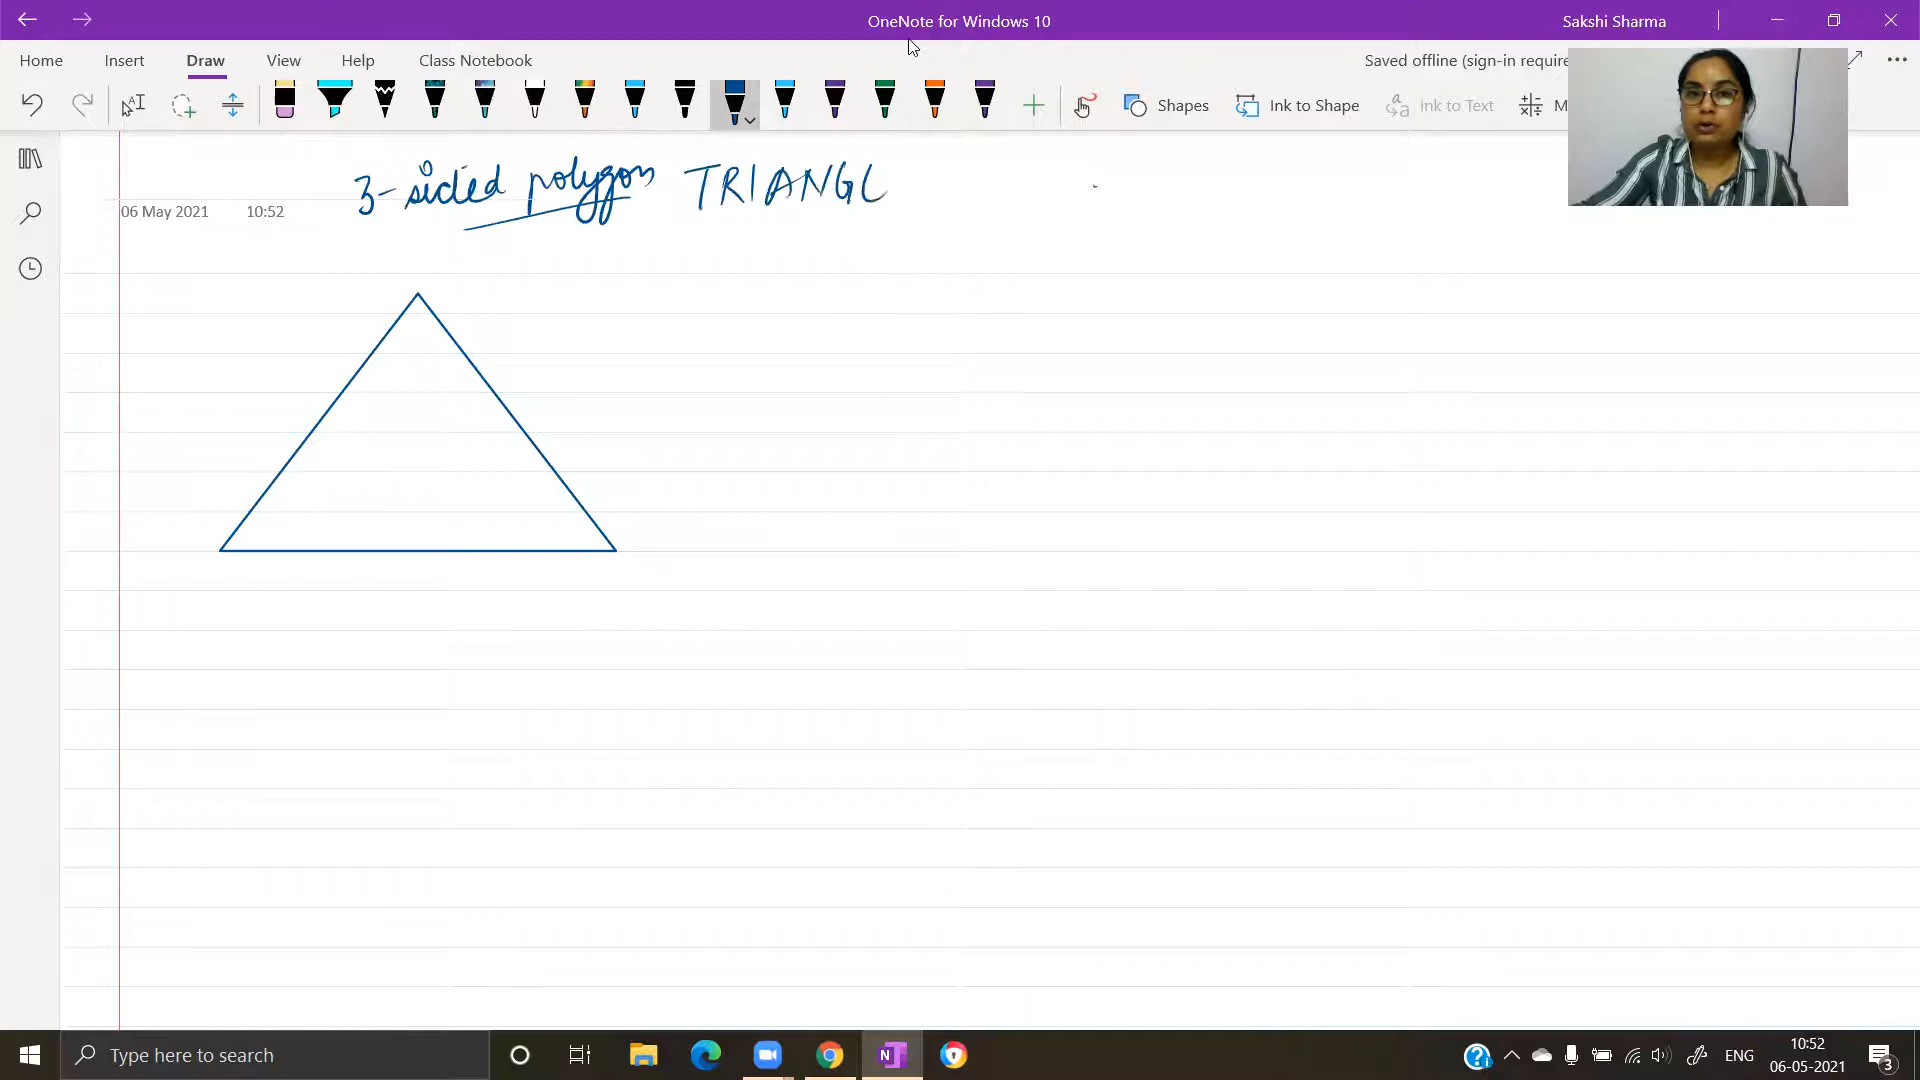 OneNote for Windows 10
Sakshi Sharma
Home Insert Draw View Help Class Notebook
Saved offline (sign-in require
Shapes Ink to Shape Ink to Text M
3-sided polygon TRIANGL
06 May 2021 10:52
Type here to search
ENG
10:52
06-05-2021
3